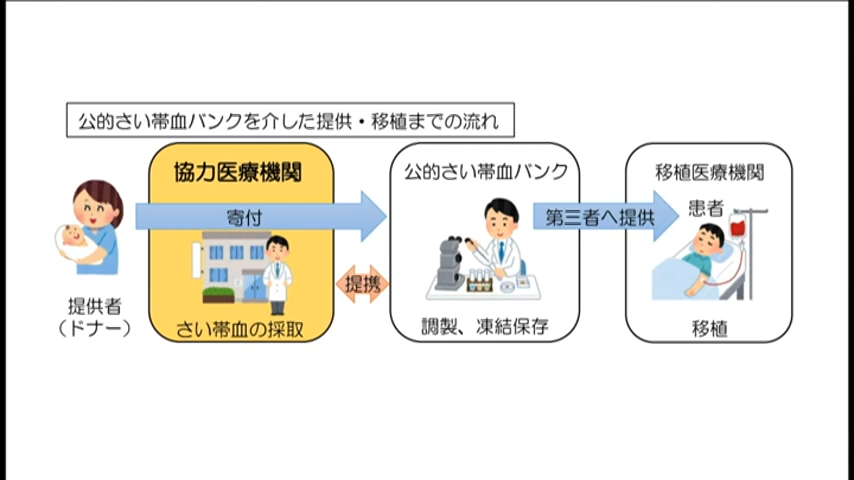 公的さい帯血バンクを介した提供・移植までの流れ
協力医療機関
公的さい帯血バンク
移植医療機関
寄付
第三者へ提供
患者
提携
提供者
（ドナー）
さい帯血の採取
調製、凍結保存
移植